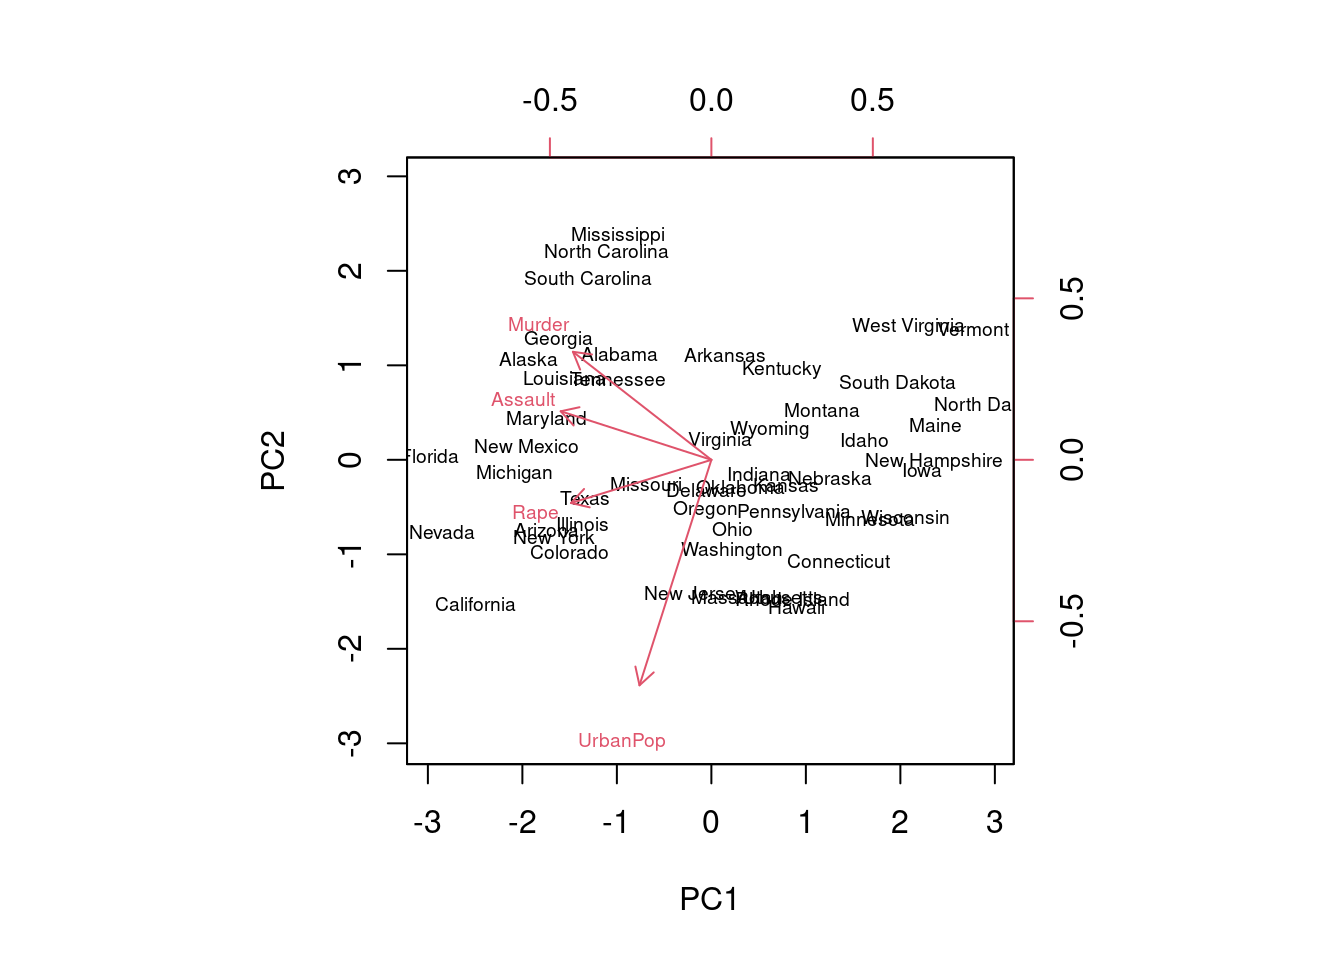 -0.5 0.0 0.5
3
Mississippi
North Carolina
2
South Carolina
0.5
Murder
West Virginia
Vermont
Georgia
Alabama
Arkansas
Alaska
1
Kentucky
Louisiana
Tennessee
South Dakota
Assault
North Da
Montana
Maryland
Maine
Wyoming
Virginia
Idaho
New Mexico
Florida
0
New Hampshire
0.0
Michigan
Iowa
Indiana
Nebraska
Missouri
Oklahoma
Kansas
Delaware
Texas
Oregon
Pennsylvania
Rape
Wisconsin
Minnesota
Illinois
Ohio
Arizona
Nevada
New York
Washington
Colorado
-1
Connecticut
New Jersey
Massachusetts
Utah
Rhode Island
California
Hawaii
-0.5
-2
UrbanPop
-3
-3 -2 -1 0 1 2 3
PC1
PC2